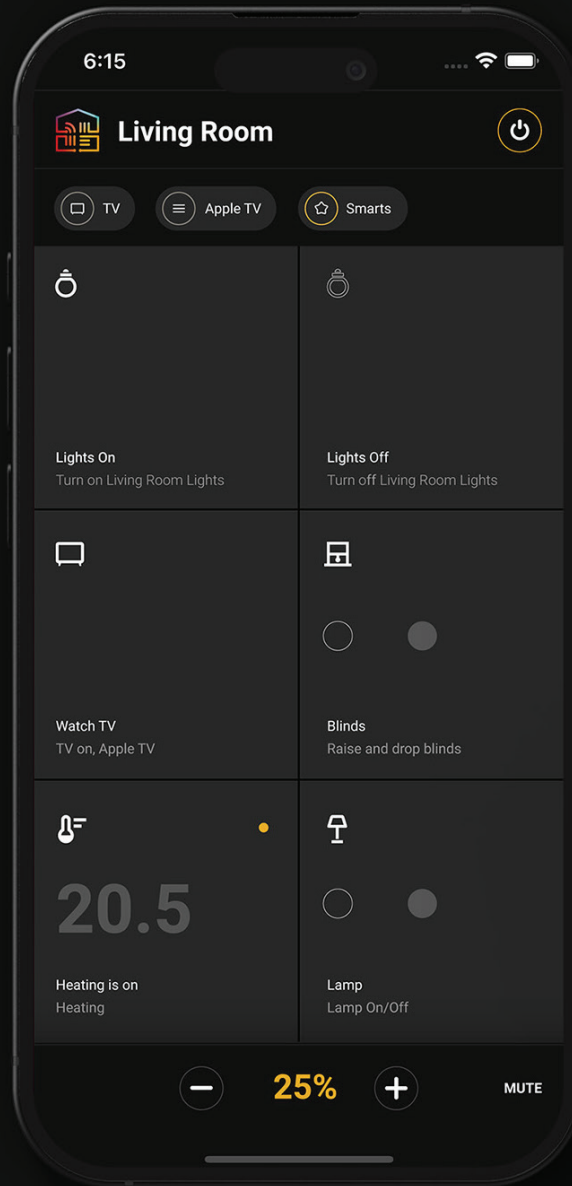 6:15
Living Room
TV
Apple TV
Smarts
Lights On
Turn on Living Room Lights
Lights Off
Turn off Living Room Lights
Watch TV
TV on, Apple TV
Blinds
Raise and drop blinds
20.5
Heating is on
Heating
Lamp
Lamp On/Off
25%
MUTE